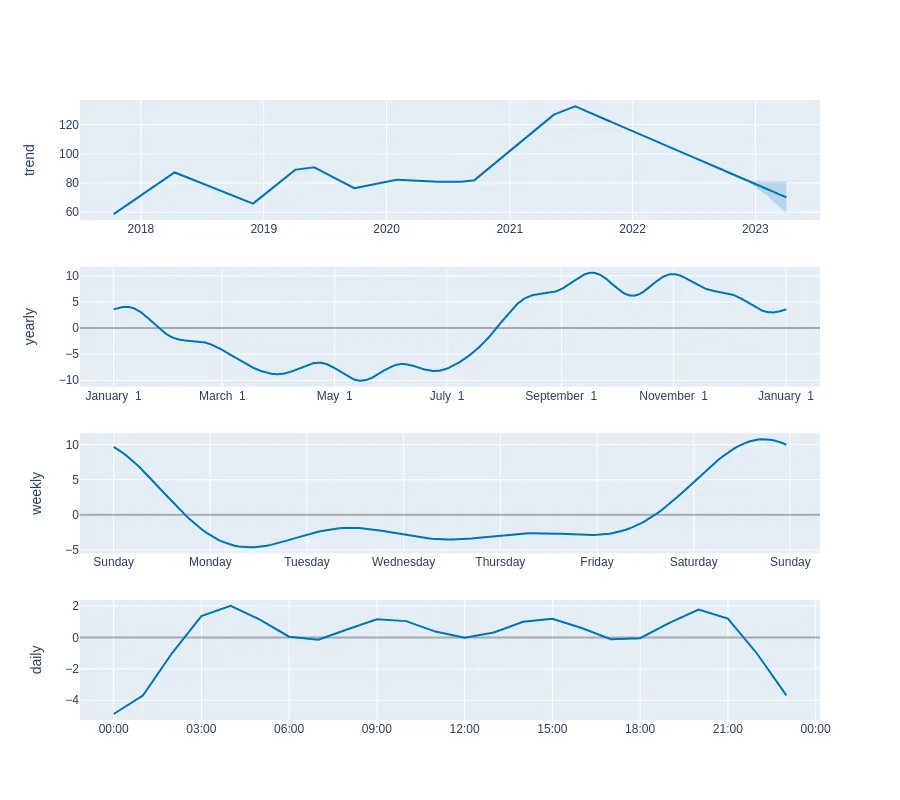 trend
120
100
80
60
2018 2019 2020 2021 2022 2023
yearly
10
5
0
−5
−10
January 1 March 1 May 1 July 1 September 1 November 1 January 1
weekly
10
5
0
−5
Sunday Monday Tuesday Wednesday Thursday Friday Saturday Sunday
daily
2
0
−2
−4
00:00 03:00 06:00 09:00 12:00 15:00 18:00 21:00 00:00